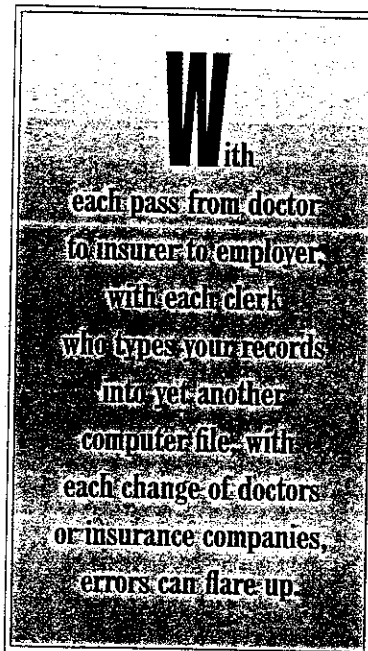 With
each pass from doctor
to insurer to employer,
with each clerk
who types your records
into yet another
computer file, with
each change of doctors
or insurance companies,
errors can flare up.